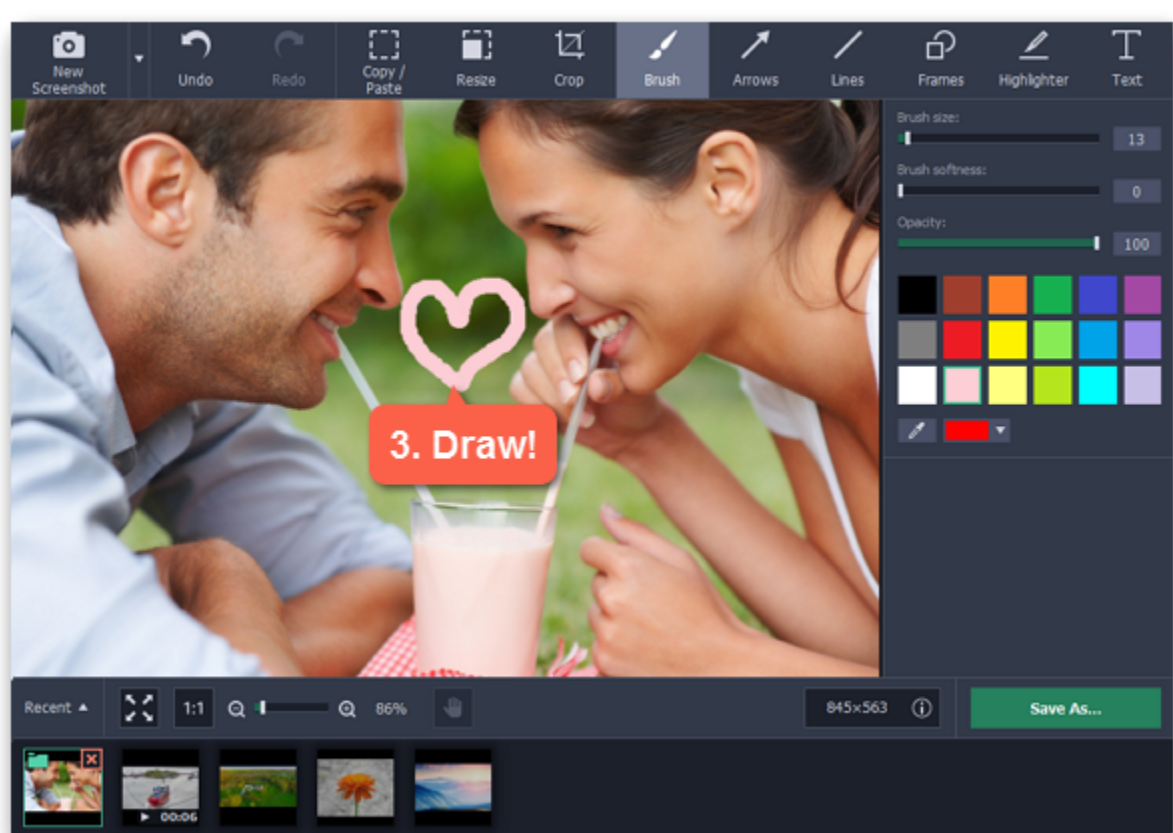 New
Screenshot
Undo
Redo
Copy /
Paste
Resize
Crop
Brush
Arrows
Lines
Frames
Highlighter
Text
Brush size:
13
Brush softness:
0
Opacity:
100
3. Draw!
Recent
1:1
86%
845×563
Save As...
00:06